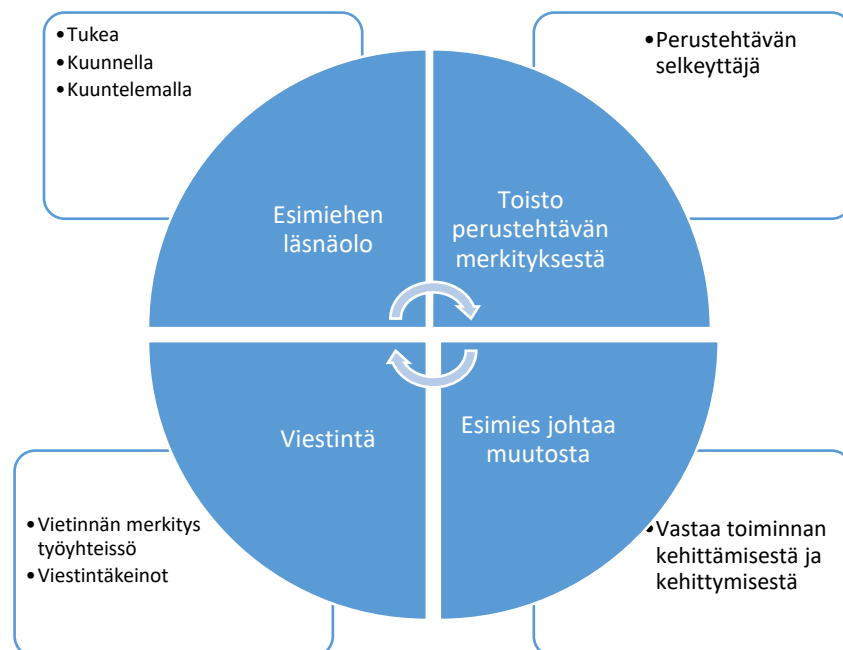 •Tukea
•Kuunnella
•Kuuntelemalla
•Perustehtävän
selkeyttäjä
Esimiehen
läsnäolo
Toisto
perustehtävän
merkityksestä
Viestintä
Esimies johtaa
muutosta
•Vietinnän merkitys
työyhteissö
•Viestintäkeinot
•Vastaa toiminnan
kehittämisestä ja
kehittymisestä